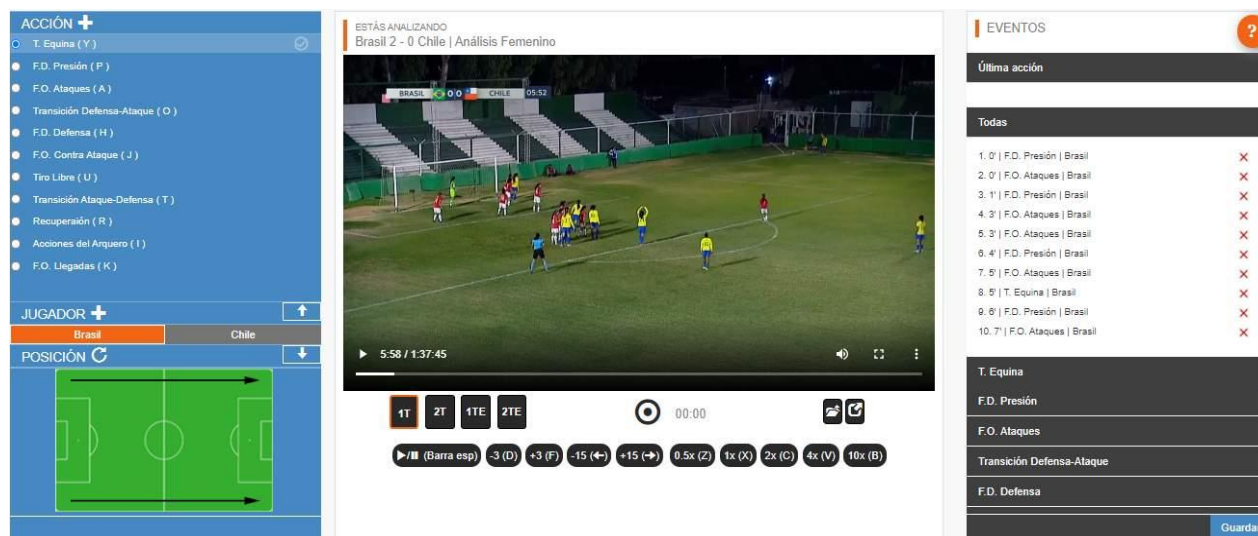 ACCIÓN
T. Equina ( Y )
F.D. Presión ( P )
F.O. Ataques ( A )
Transición Defensa-Ataque ( O )
F.D. Defensa ( H )
F.O. Contra Ataque ( J )
Tiro Libre ( U )
Transición Ataque-Defensa ( T )
Recuperaión ( R )
Acciones del Arquero ( I )
F.O. Llegadas ( K )
JUGADOR
Brasil
Chile
POSICIÓN
ESTÁS ANALIZANDO
Brasil 2 - 0 Chile | Análisis Femenino
BRASIL 0 0 CHILE 05:52
5:58 / 1:37:45
1T 2T 1TE 2TE
00:00
(Barra esp) -3 (D) +3 (F) -15 (←) +15 (→) 0.5x (Z) 1x (X) 2x (C) 4x (V) 10x (B)
EVENTOS
?
Última acción
Todas
1. 0' | F.D. Presión | Brasil
2. 0' | F.O. Ataques | Brasil
3. 1' | F.D. Presión | Brasil
4. 3' | F.O. Ataques | Brasil
5. 3' | F.O. Ataques | Brasil
6. 4' | F.D. Presión | Brasil
7. 5' | F.O. Ataques | Brasil
8. 5' | T. Equina | Brasil
9. 6' | F.D. Presión | Brasil
10. 7' | F.O. Ataques | Brasil
T. Equina
F.D. Presión
F.O. Ataques
Transición Defensa-Ataque
F.D. Defensa
Guarda